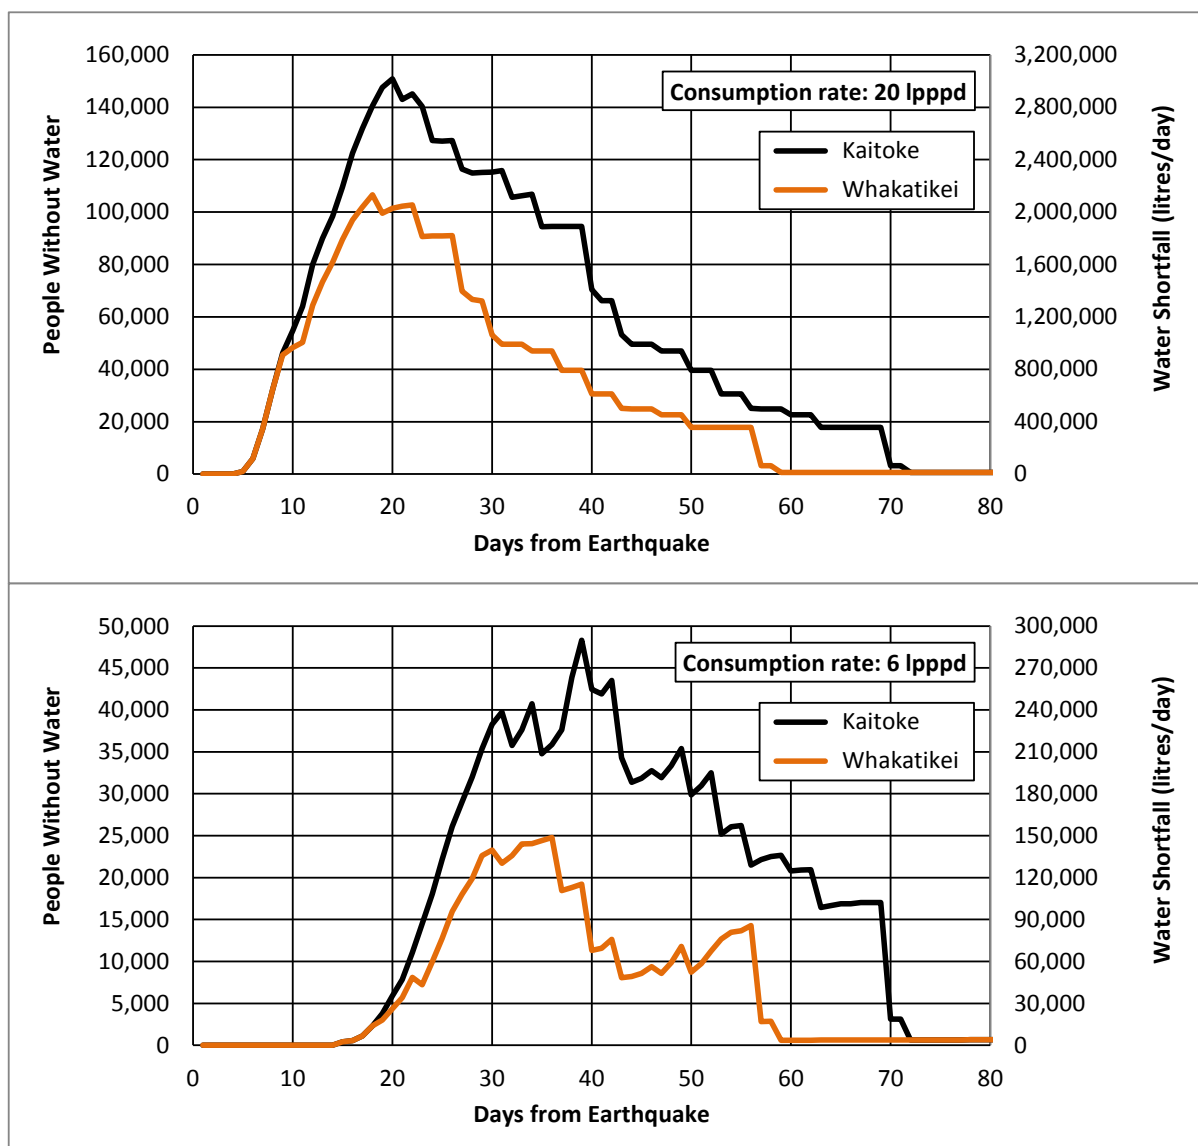 160,000
140,000
120,000
100,000
80,000
60,000
40,000
20,000
0
People Without Water
3,200,000
2,800,000
2,400,000
2,000,000
1,600,000
1,200,000
800,000
400,000
0
Water Shortfall (litres/day)
Consumption rate: 20 lpppd
Kaitoke
Whakatikei
0 10 20 30 40 50 60 70 80
Days from Earthquake
50,000
45,000
40,000
35,000
30,000
25,000
20,000
15,000
10,000
5,000
0
People Without Water
300,000
270,000
240,000
210,000
180,000
150,000
120,000
90,000
60,000
30,000
0
Water Shortfall (litres/day)
Consumption rate: 6 lpppd
Kaitoke
Whakatikei
0 10 20 30 40 50 60 70 80
Days from Earthquake